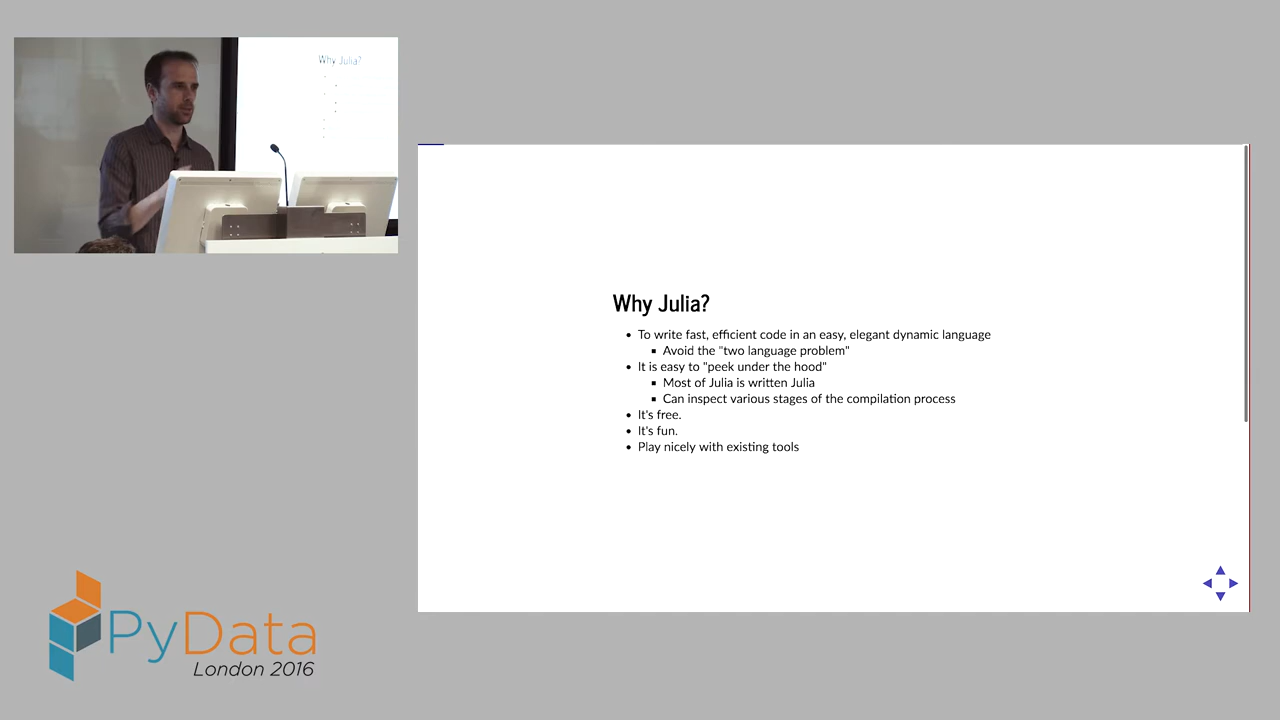 Why Julia?
Why Julia?
To write fast, efficient code in an easy, elegant dynamic language
Avoid the "two language problem"
It is easy to "peek under the hood"
Most of Julia is written Julia
Can inspect various stages of the compilation process
It's free.
It's fun.
Play nicely with existing tools
PyData
London 2016